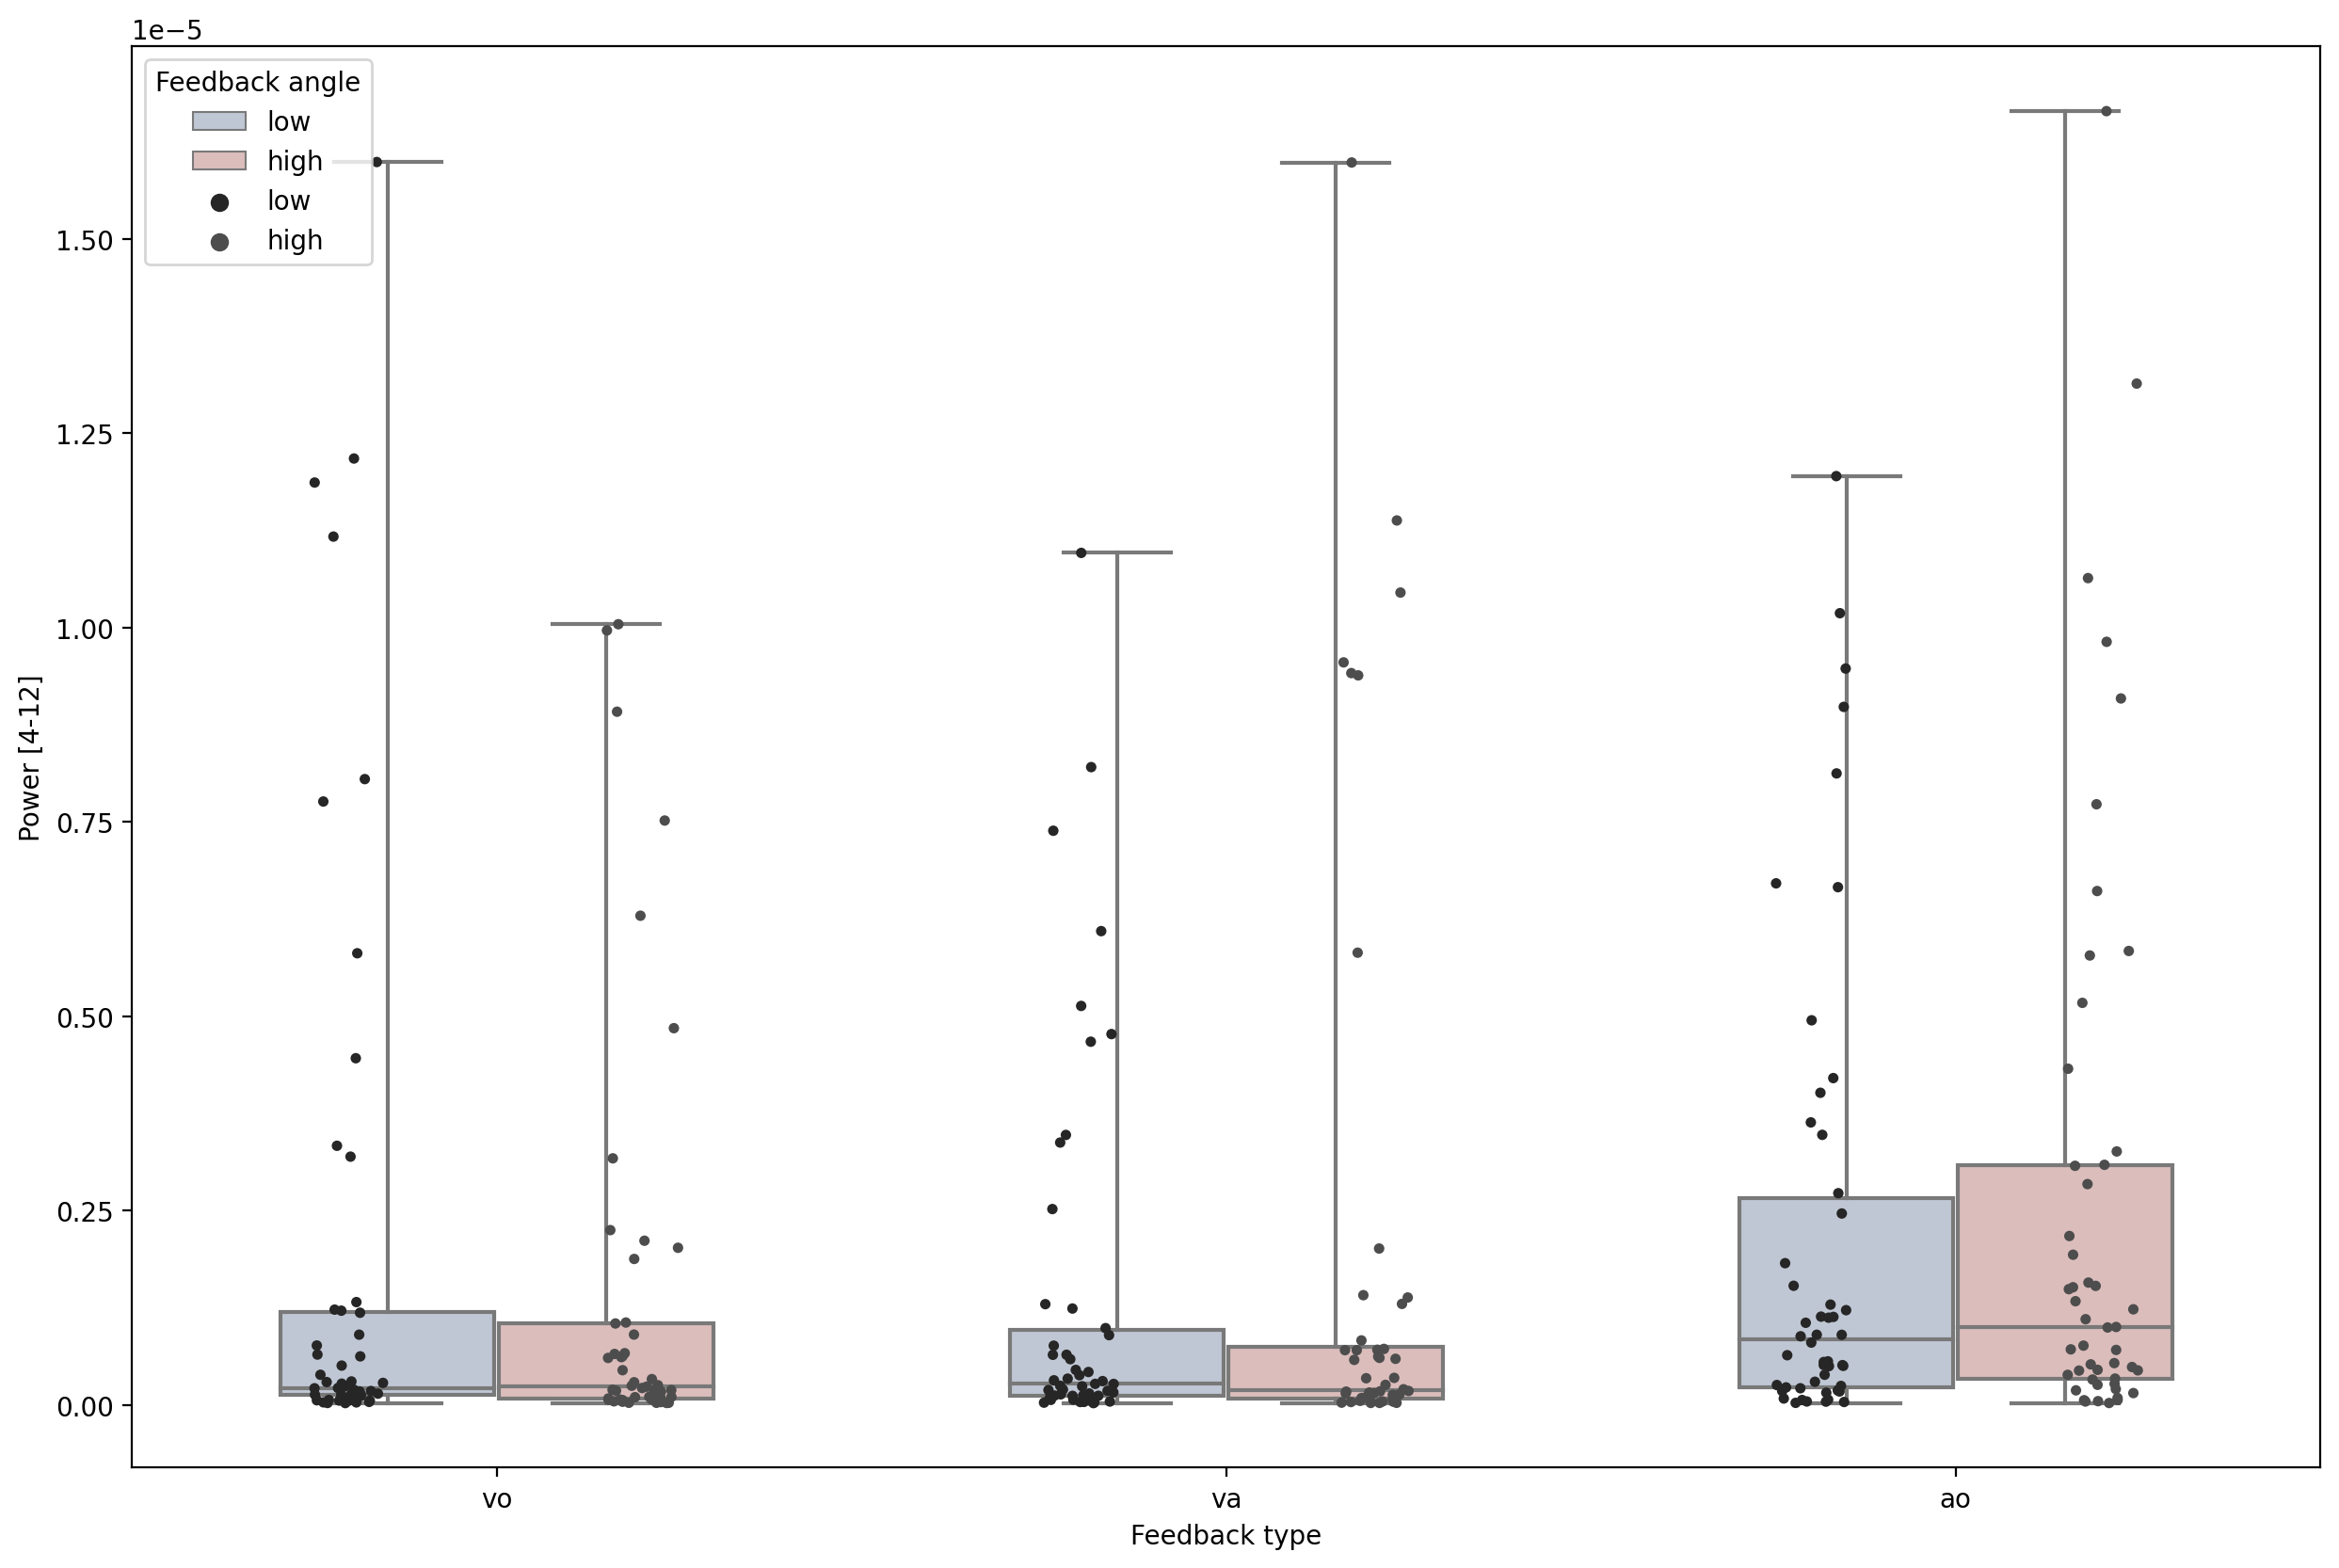 1e−5
Feedback angle
low
high
low
high
1.50
1.25
1.00
0.75
0.50
0.25
0.00
Power [4-12]
vo
va
ao
Feedback type